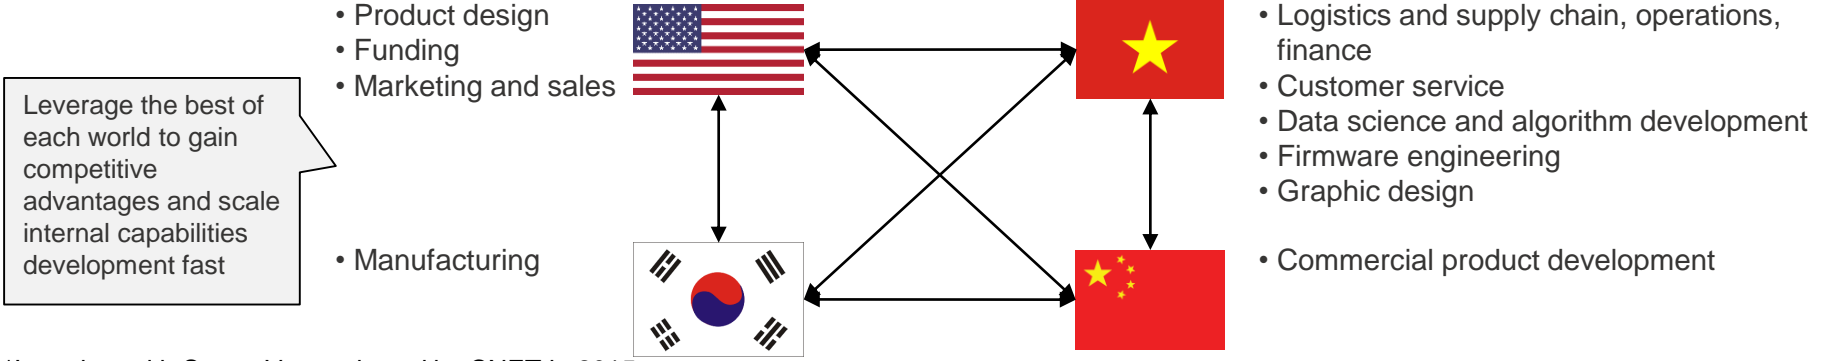 • Product design
• Funding
• Marketing and sales
Leverage the best of
each world to gain
competitive
advantages and scale
internal capabilities
development fast
• Manufacturing
• Logistics and supply chain, operations,
finance
• Customer service
• Data science and algorithm development
• Firmware engineering
• Graphic design
• Commercial product development